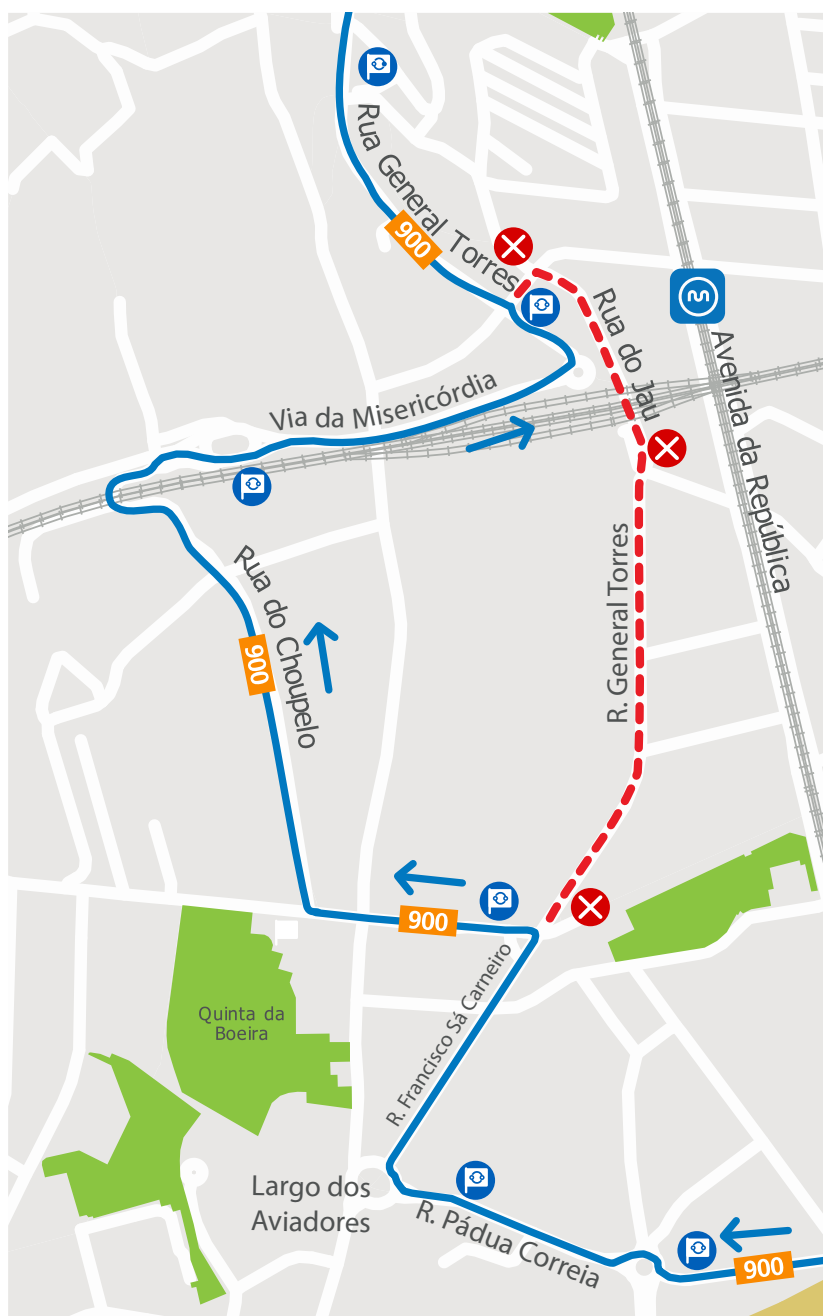 Rua General Torres
900
Rua do Jau
Avenida da República
Via da Misericórdia
R. General Torres
Rua do Choupelo
900
900
R. Francisco Sá Carneiro
Quinta da
Boeira
Largo dos
Aviadores
R. Pádua Correia
900